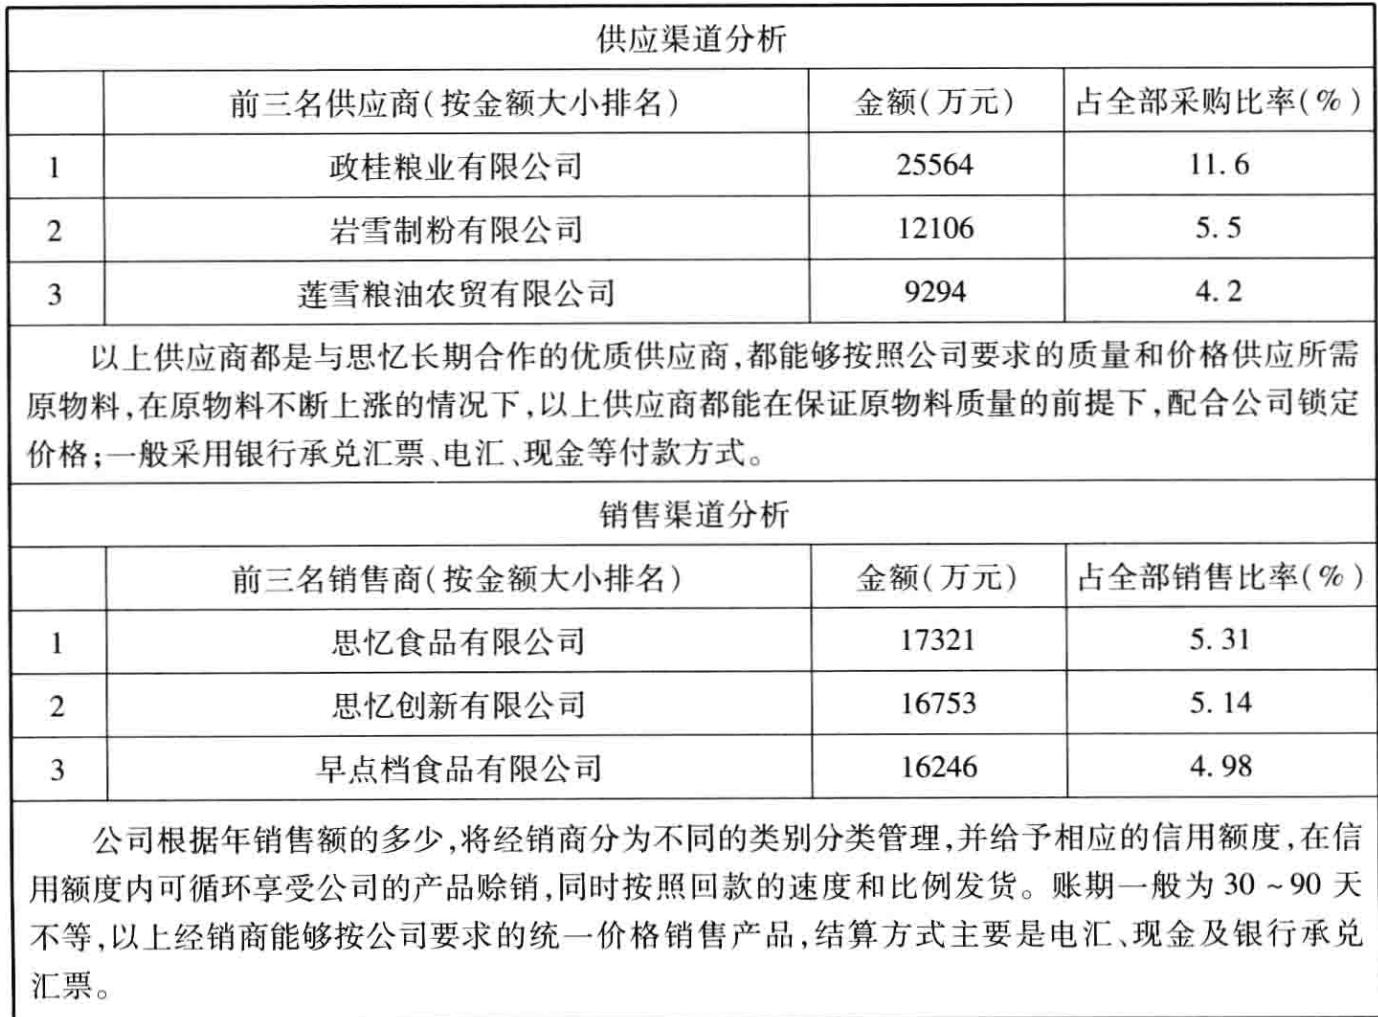 供应渠道分析
前三名供应商(按金额大小排名) 金额(万元) 占全部采购比率(%)
1 政桂粮业有限公司 25564 11.6
2 岩雪制粉有限公司 12106 5.5
3 莲雪粮油农贸有限公司 9294 4.2
以上供应商都是与思忆长期合作的优质供应商,都能够按照公司要求的质量和价格供应所需
原物料,在原物料不断上涨的情况下,以上供应商都能在保证原物料质量的前提下,配合公司锁定
价格;一般采用银行承兑汇票、电汇、现金等付款方式。
销售渠道分析
前三名销售商(按金额大小排名) 金额(万元) 占全部销售比率(%)
1 思忆食品有限公司 17321 5.31
2 思忆创新有限公司 16753 5.14
3 早点档食品有限公司 16246 4.98
公司根据年销售额的多少,将经销商分为不同的类别分类管理,并给予相应的信用额度,在信
用额度内可循环享受公司的产品赊销,同时按照回款的速度和比例发货。账期一般为30~90天
不等,以上经销商能够按公司要求的统一价格销售产品,结算方式主要是电汇、现金及银行承兑
汇票。